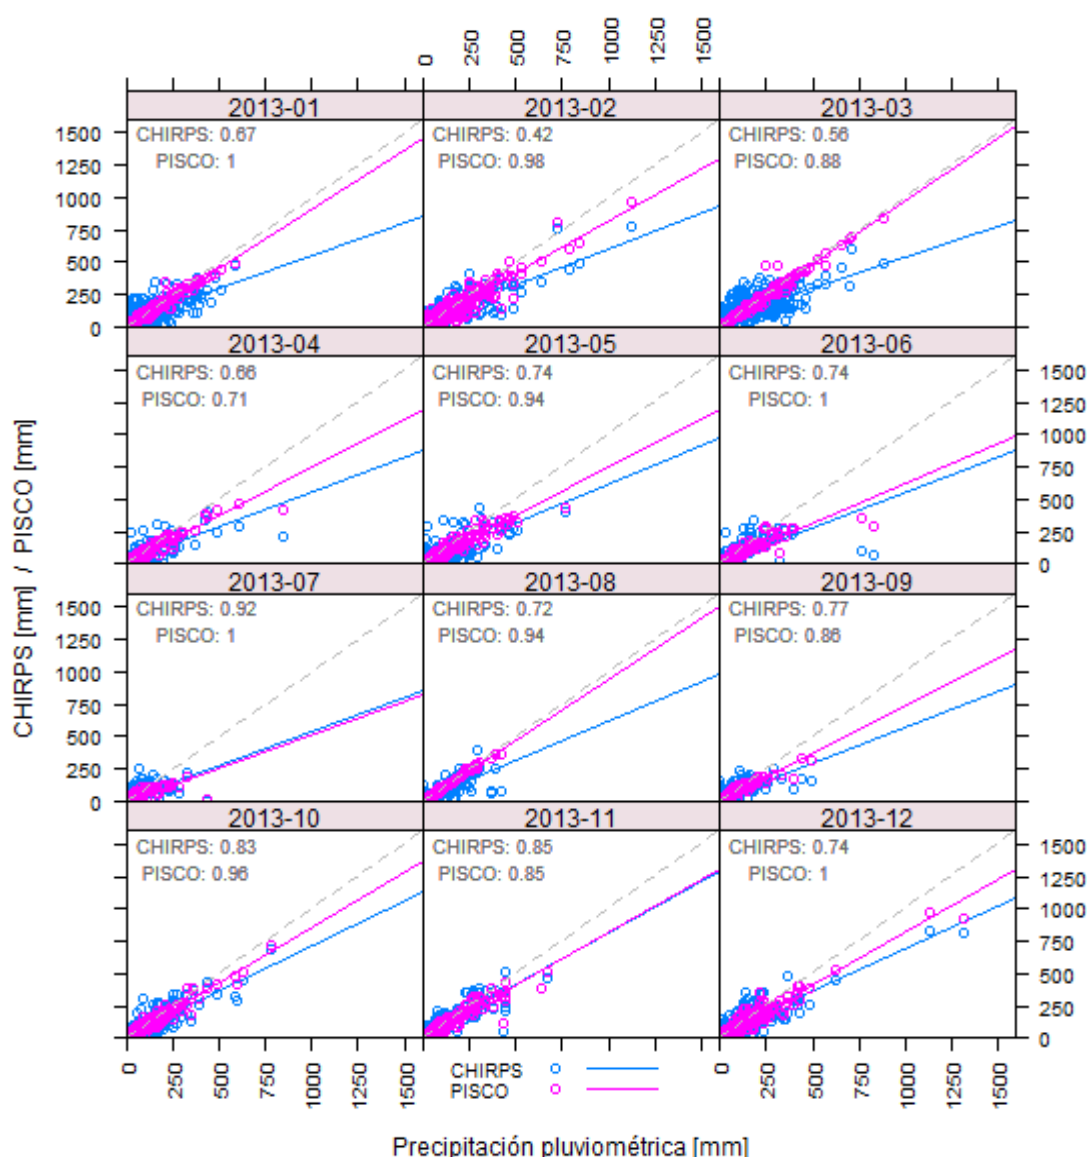 0 250 500 750 1000 1500
2013-01 2013-02 2013-03
CHIRPS: 0.67 CHIRPS: 0.42 CHIRPS: 0.56
PISCO: 1 PISCO: 0.98 PISCO: 0.88
1500
1250
1000
750
500
250
0
2013-04 2013-05 2013-06
CHIRPS: 0.66 CHIRPS: 0.74 CHIRPS: 0.74
PISCO: 0.71 PISCO: 0.94 PISCO: 1
1500
1250
1000
750
500
250
0
2013-07 2013-08 2013-09
CHIRPS: 0.92 CHIRPS: 0.72 CHIRPS: 0.77
PISCO: 1 PISCO: 0.94 PISCO: 0.86
1500
1250
1000
750
500
250
0
2013-10 2013-11 2013-12
CHIRPS: 0.83 CHIRPS: 0.85 CHIRPS: 0.74
PISCO: 0.96 PISCO: 0.85 PISCO: 1
1500
1250
1000
750
500
250
0
0 250 500 750 1000 1500 0 250 500 750 1000 1500
CHIRPS [mm] / PISCO [mm]
CHIRPS
PISCO
Precipitación pluviométrica [mm]